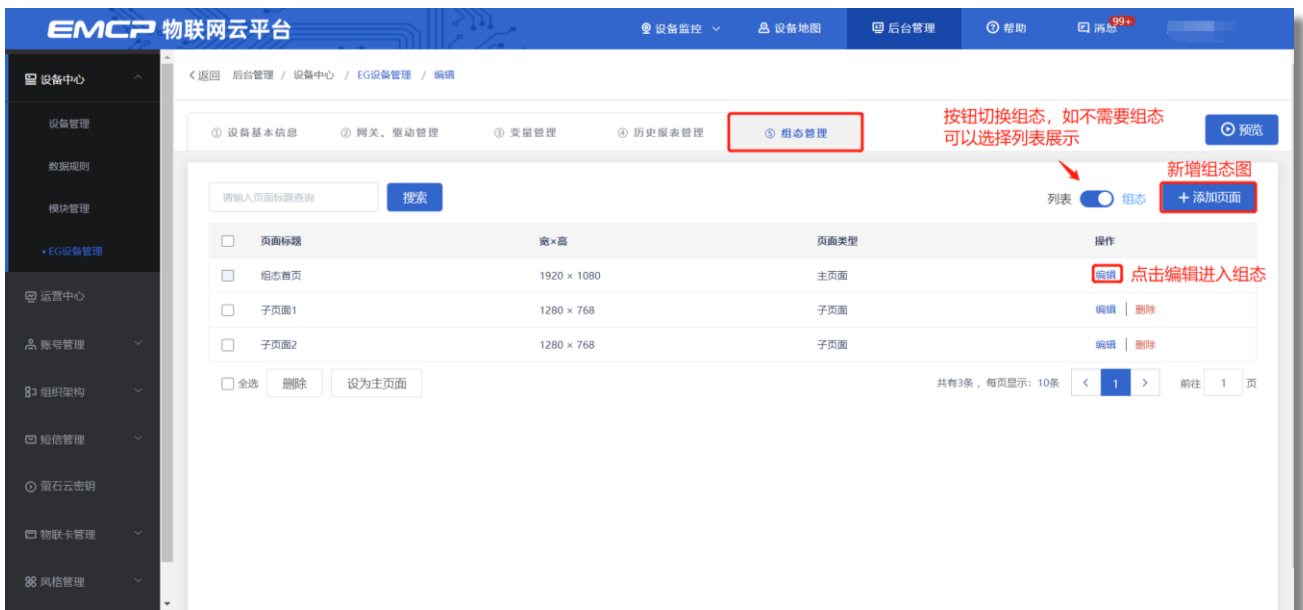 EMCP 物联网云平台
设备监控
设备地图
后台管理
帮助
消息
99+
设备中心
设备管理
数据规则
模块管理
EG设备管理
运营中心
账号管理
组织架构
短信管理
萤石云密钥
物联卡管理
风格管理
返回 后台管理 / 设备中心 / EG设备管理 / 编辑
① 设备基本信息
② 网关、驱动管理
③ 变量管理
④ 历史报表管理
⑤ 组态管理
按钮切换组态，如不需要组态
可以选择列表展示
预览
新增组态图
请输入页面标题查询
搜索
列表
组态
+ 添加页面
页面标题 宽×高 页面类型 操作
组态首页 1920 × 1080 主页面 编辑
点击编辑进入组态
子页面1 1280 × 768 子页面 编辑 | 删除
子页面2 1280 × 768 子页面 编辑 | 删除
全选 删除 设为主页面
共有3条，每页显示：10条 < 1 > 前往 1 页